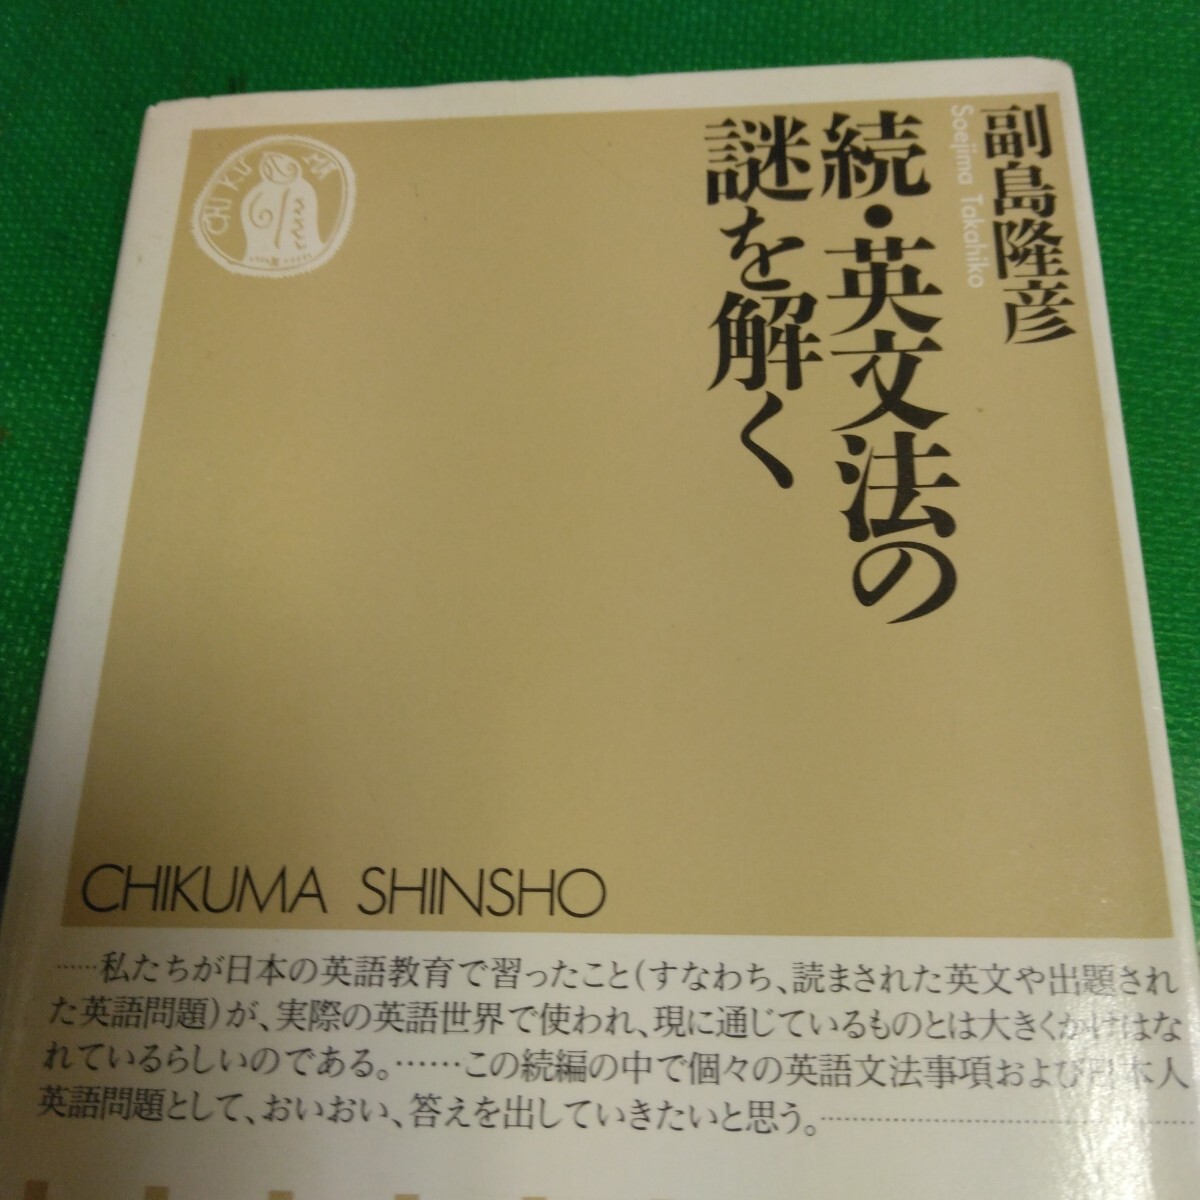 副島隆彦
Soejima Takahiko
続・英文法の
謎を解く
CHIKUMA
CHIKUMA SHINSHO
……私たちが日本の英語教育で習ったこと(すなわち、読まされた英文や出題され
た英語問題)が、実際の英語世界で使われ、現に通じているものとは大きくかけはな
れているらしいのである。……この続編の中で個々の英語文法事項および日本人
英語問題として、おいおい、答えを出していきたいと思う。……